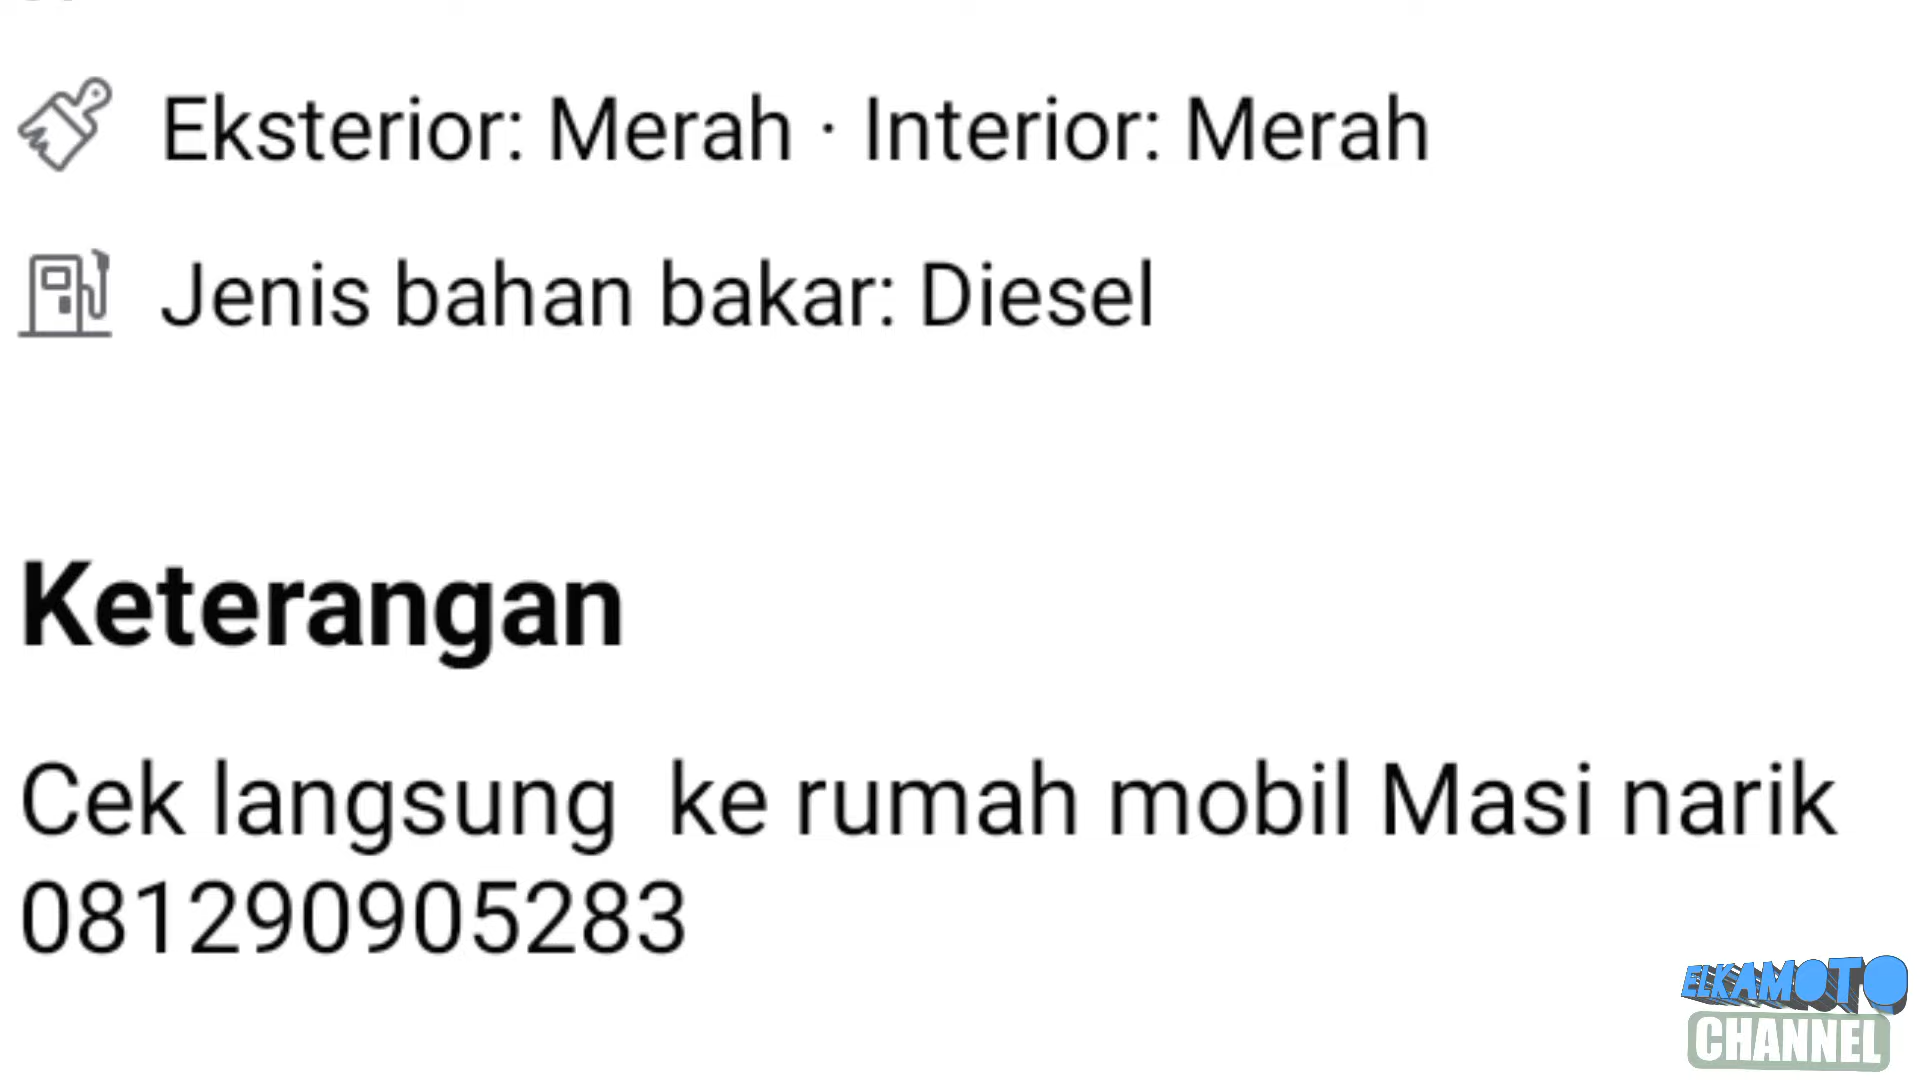 Eksterior: Merah · Interior: Merah
Jenis bahan bakar: Diesel
Keterangan
Cek langsung  ke rumah mobil Masi narik
081290905283
ELKAMOTO
CHANNEL